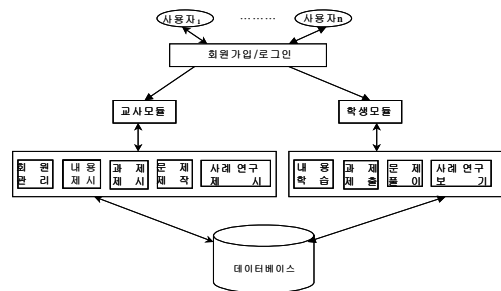 사용자₁ ········· 사용자n
회원가입/로그인
교사모듈 학생모듈
회 원 내 용 과 제 문 제 사례 연구 내 용 과 제 문 제 사례 연구
관 리 제 시 제 시 제 작 제 시 학 습 제 출 풀 이 보 기
데이터베이스